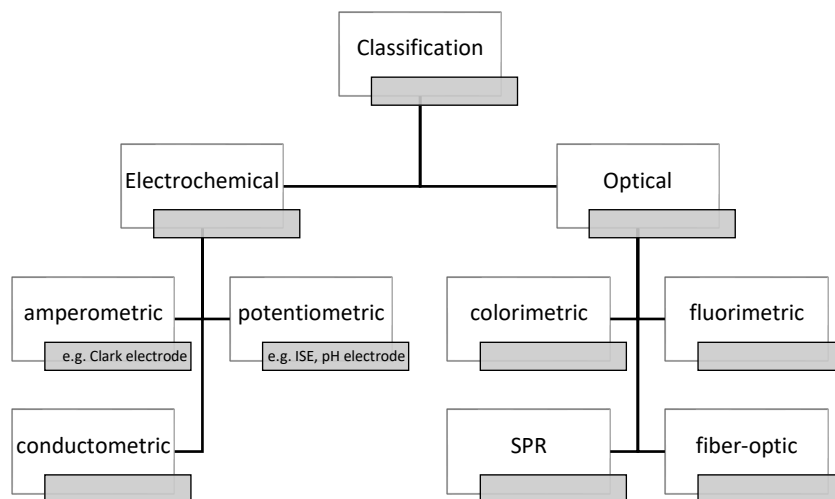 Classification
Electrochemical
Optical
amperometric
e.g. Clark electrode
potentiometric
e.g. ISE, pH electrode
colorimetric
fluorimetric
conductometric
SPR
fiber-optic